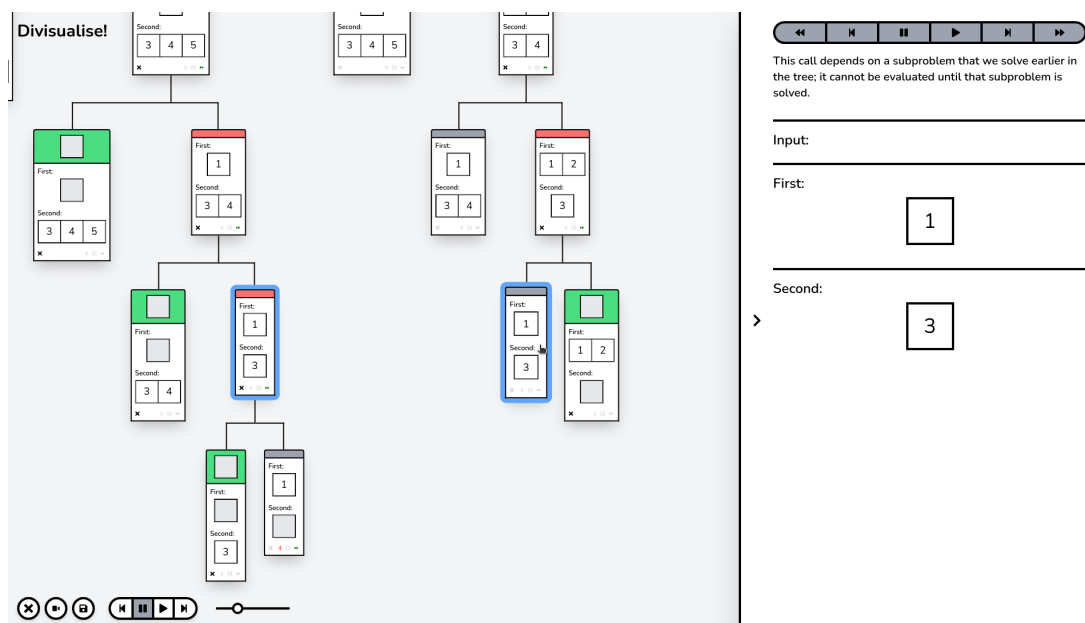 Divisualise!
1
Second:
3 4 5
Second:
3 4 5
Second:
3 4
First:
Second:
3 4 5
First:
1
Second:
3 4
First:
1
Second:
3 4
First:
1 2
Second:
3
First:
Second:
3 4
First:
1
Second:
3
First:
1
Second:
3
First:
1 2
Second:
First:
Second:
3
First:
1
Second:
This call depends on a subproblem that we solve earlier in
the tree; it cannot be evaluated until that subproblem is
solved.
Input:
First:
1
Second:
3